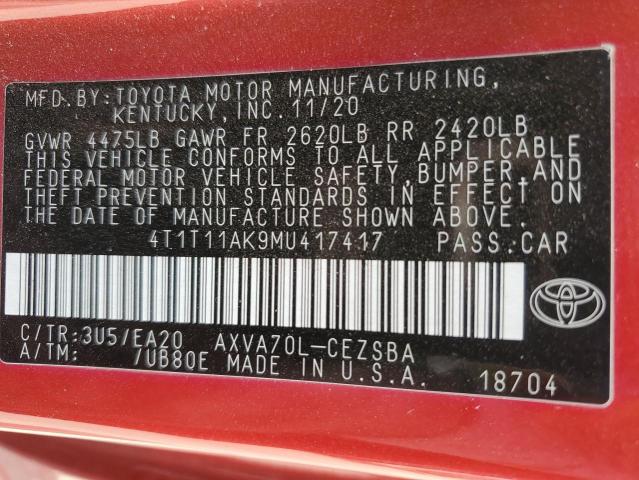 MFD. BY: TOYOTA MOTOR MANUFACTURING,
KENTUCKY, INC. 11/20
GVWR 4475LB GAWR FR 2620LB RR 2420LB
THIS VEHICLE CONFORMS TO ALL APPLICABLE
FEDERAL MOTOR VEHICLE SAFETY, BUMPER, AND
THEFT PREVENTION STANDARDS IN EFFECT ON
THE DATE OF MANUFACTURE SHOWN ABOVE.
4T1T11AK9MU417417 PASS. CAR
C/TR: 3U5/EA20 AXVA70L-CEZSBA
A/TM: /UB80E MADE IN U.S.A. 18704